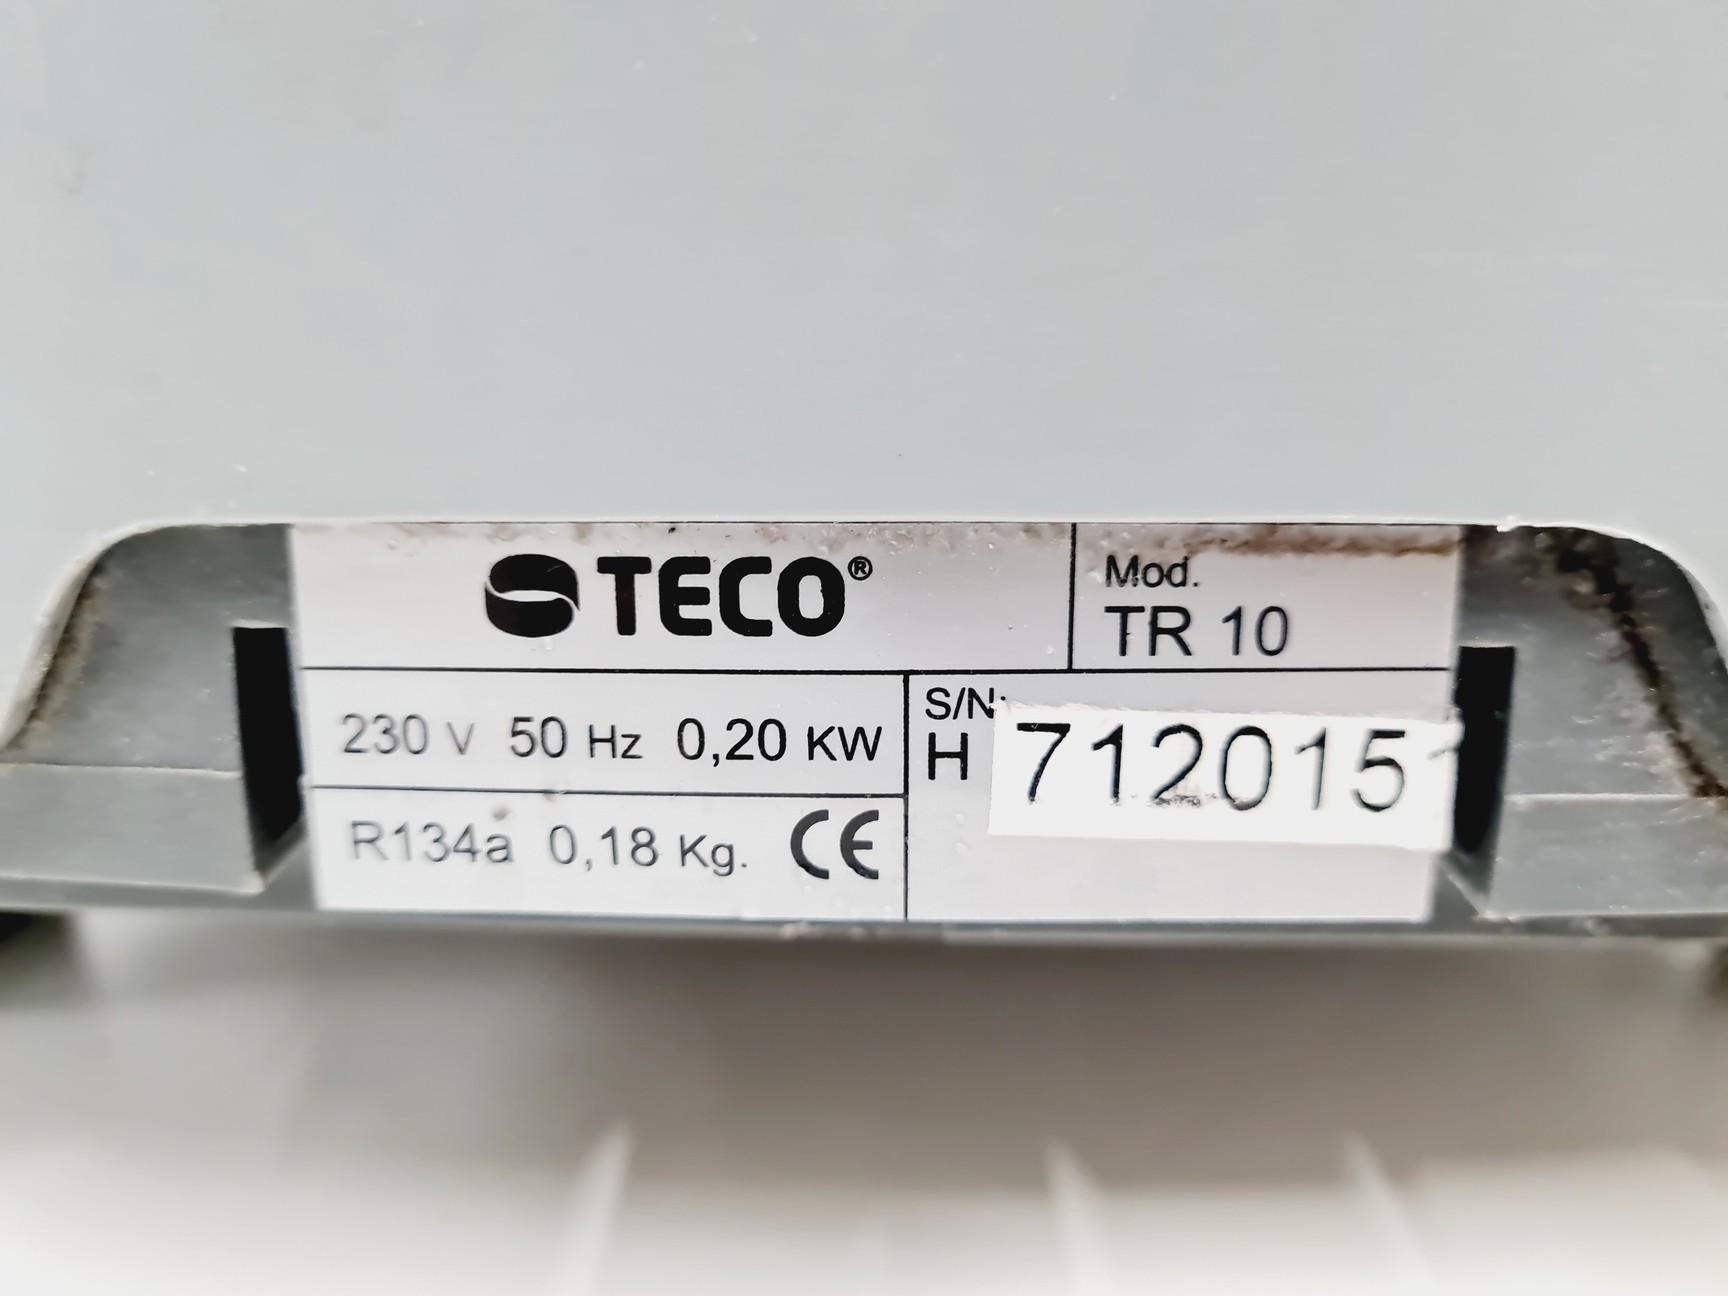 TECO®
Mod.
TR 10
230 V 50 Hz 0,20 KW
S/N:
H 712015
R134a 0,18 Kg. CE